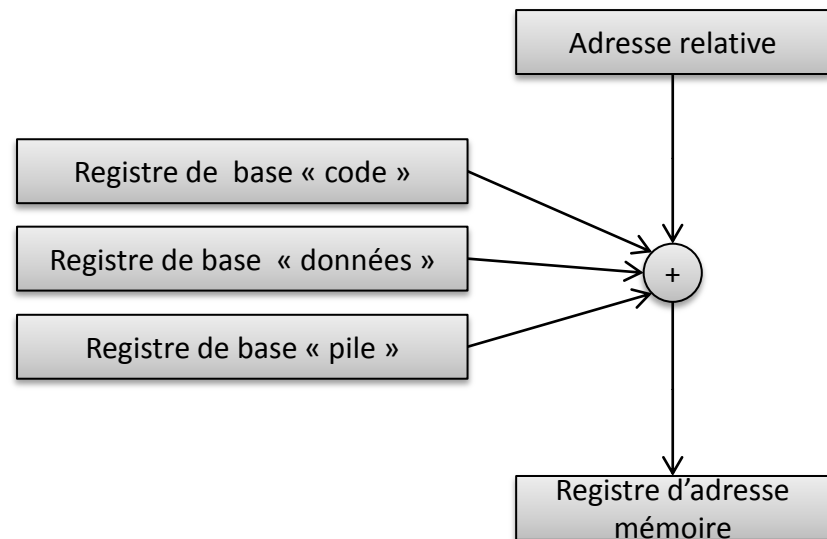 Adresse relative
Registre de base « code »
Registre de base « données »
+
Registre de base « pile »
Registre d'adresse
mémoire